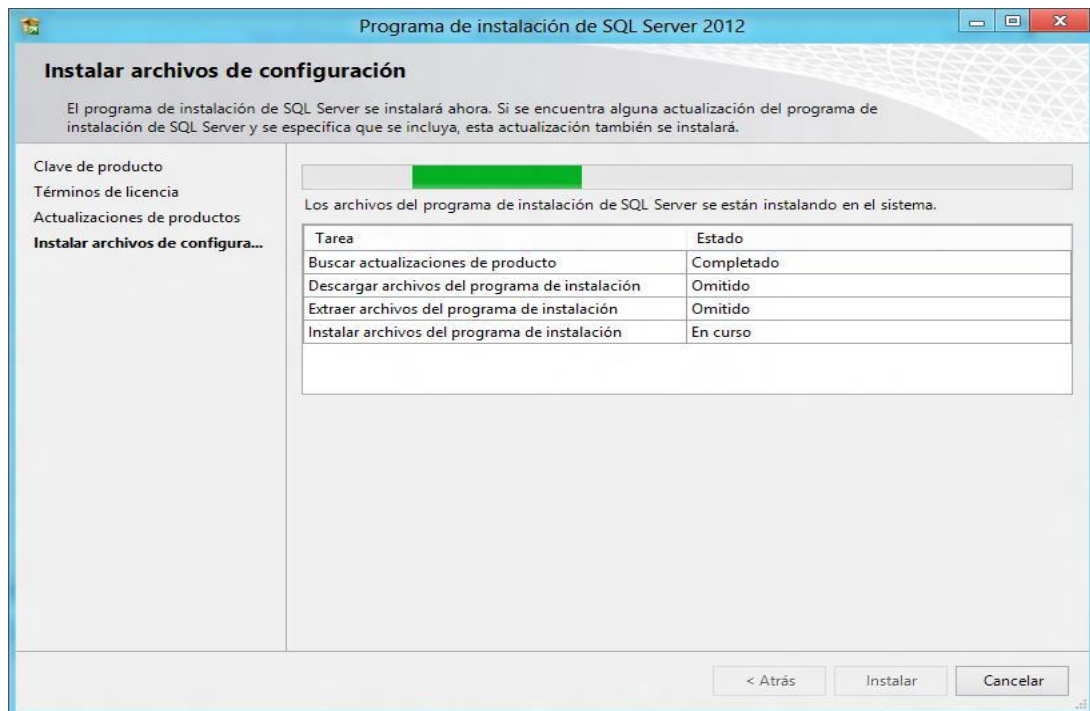 Programa de instalación de SQL Server 2012
Instalar archivos de configuración
El programa de instalación de SQL Server se instalará ahora. Si se encuentra alguna actualización del programa de
instalación de SQL Server y se especifica que se incluya, esta actualización también se instalará.
Clave de producto
Términos de licencia
Actualizaciones de productos
Instalar archivos de configura...
Los archivos del programa de instalación de SQL Server se están instalando en el sistema.
Tarea Estado
Buscar actualizaciones de producto Completado
Descargar archivos del programa de instalación Omitido
Extraer archivos del programa de instalación Omitido
Instalar archivos del programa de instalación En curso
< Atrás Instalar Cancelar